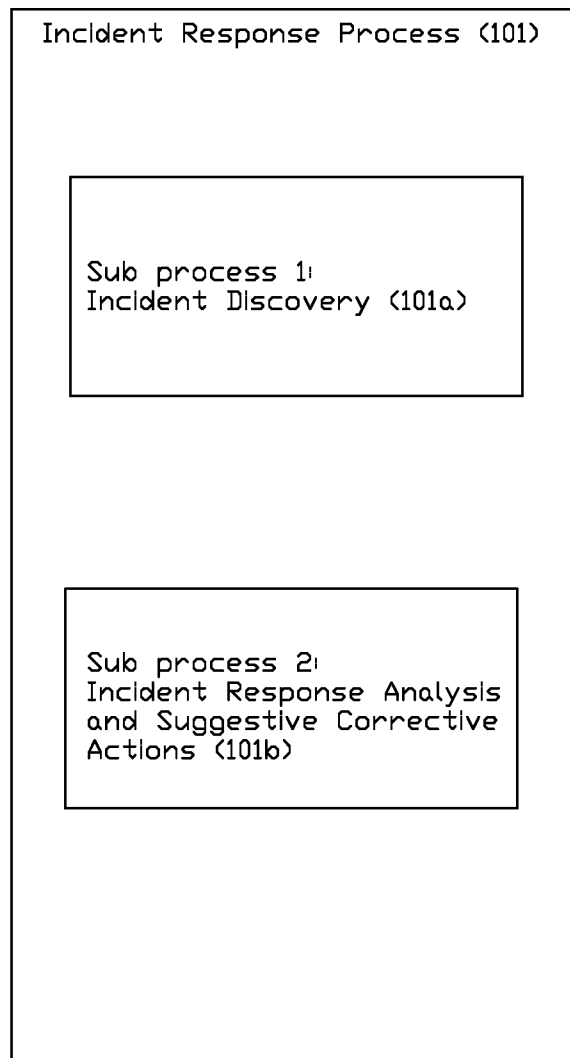 Incident Response Process (101)
Sub process 1:
Incident Discovery (101a)
Sub process 2:
Incident Response Analysis
and Suggestive Corrective
Actions (101b)